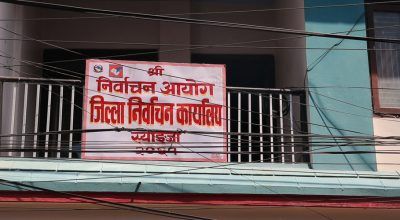 श्री
निर्वाचन आयोग
जिल्ला निर्वाचन कार्यालय
स्याङ्जा